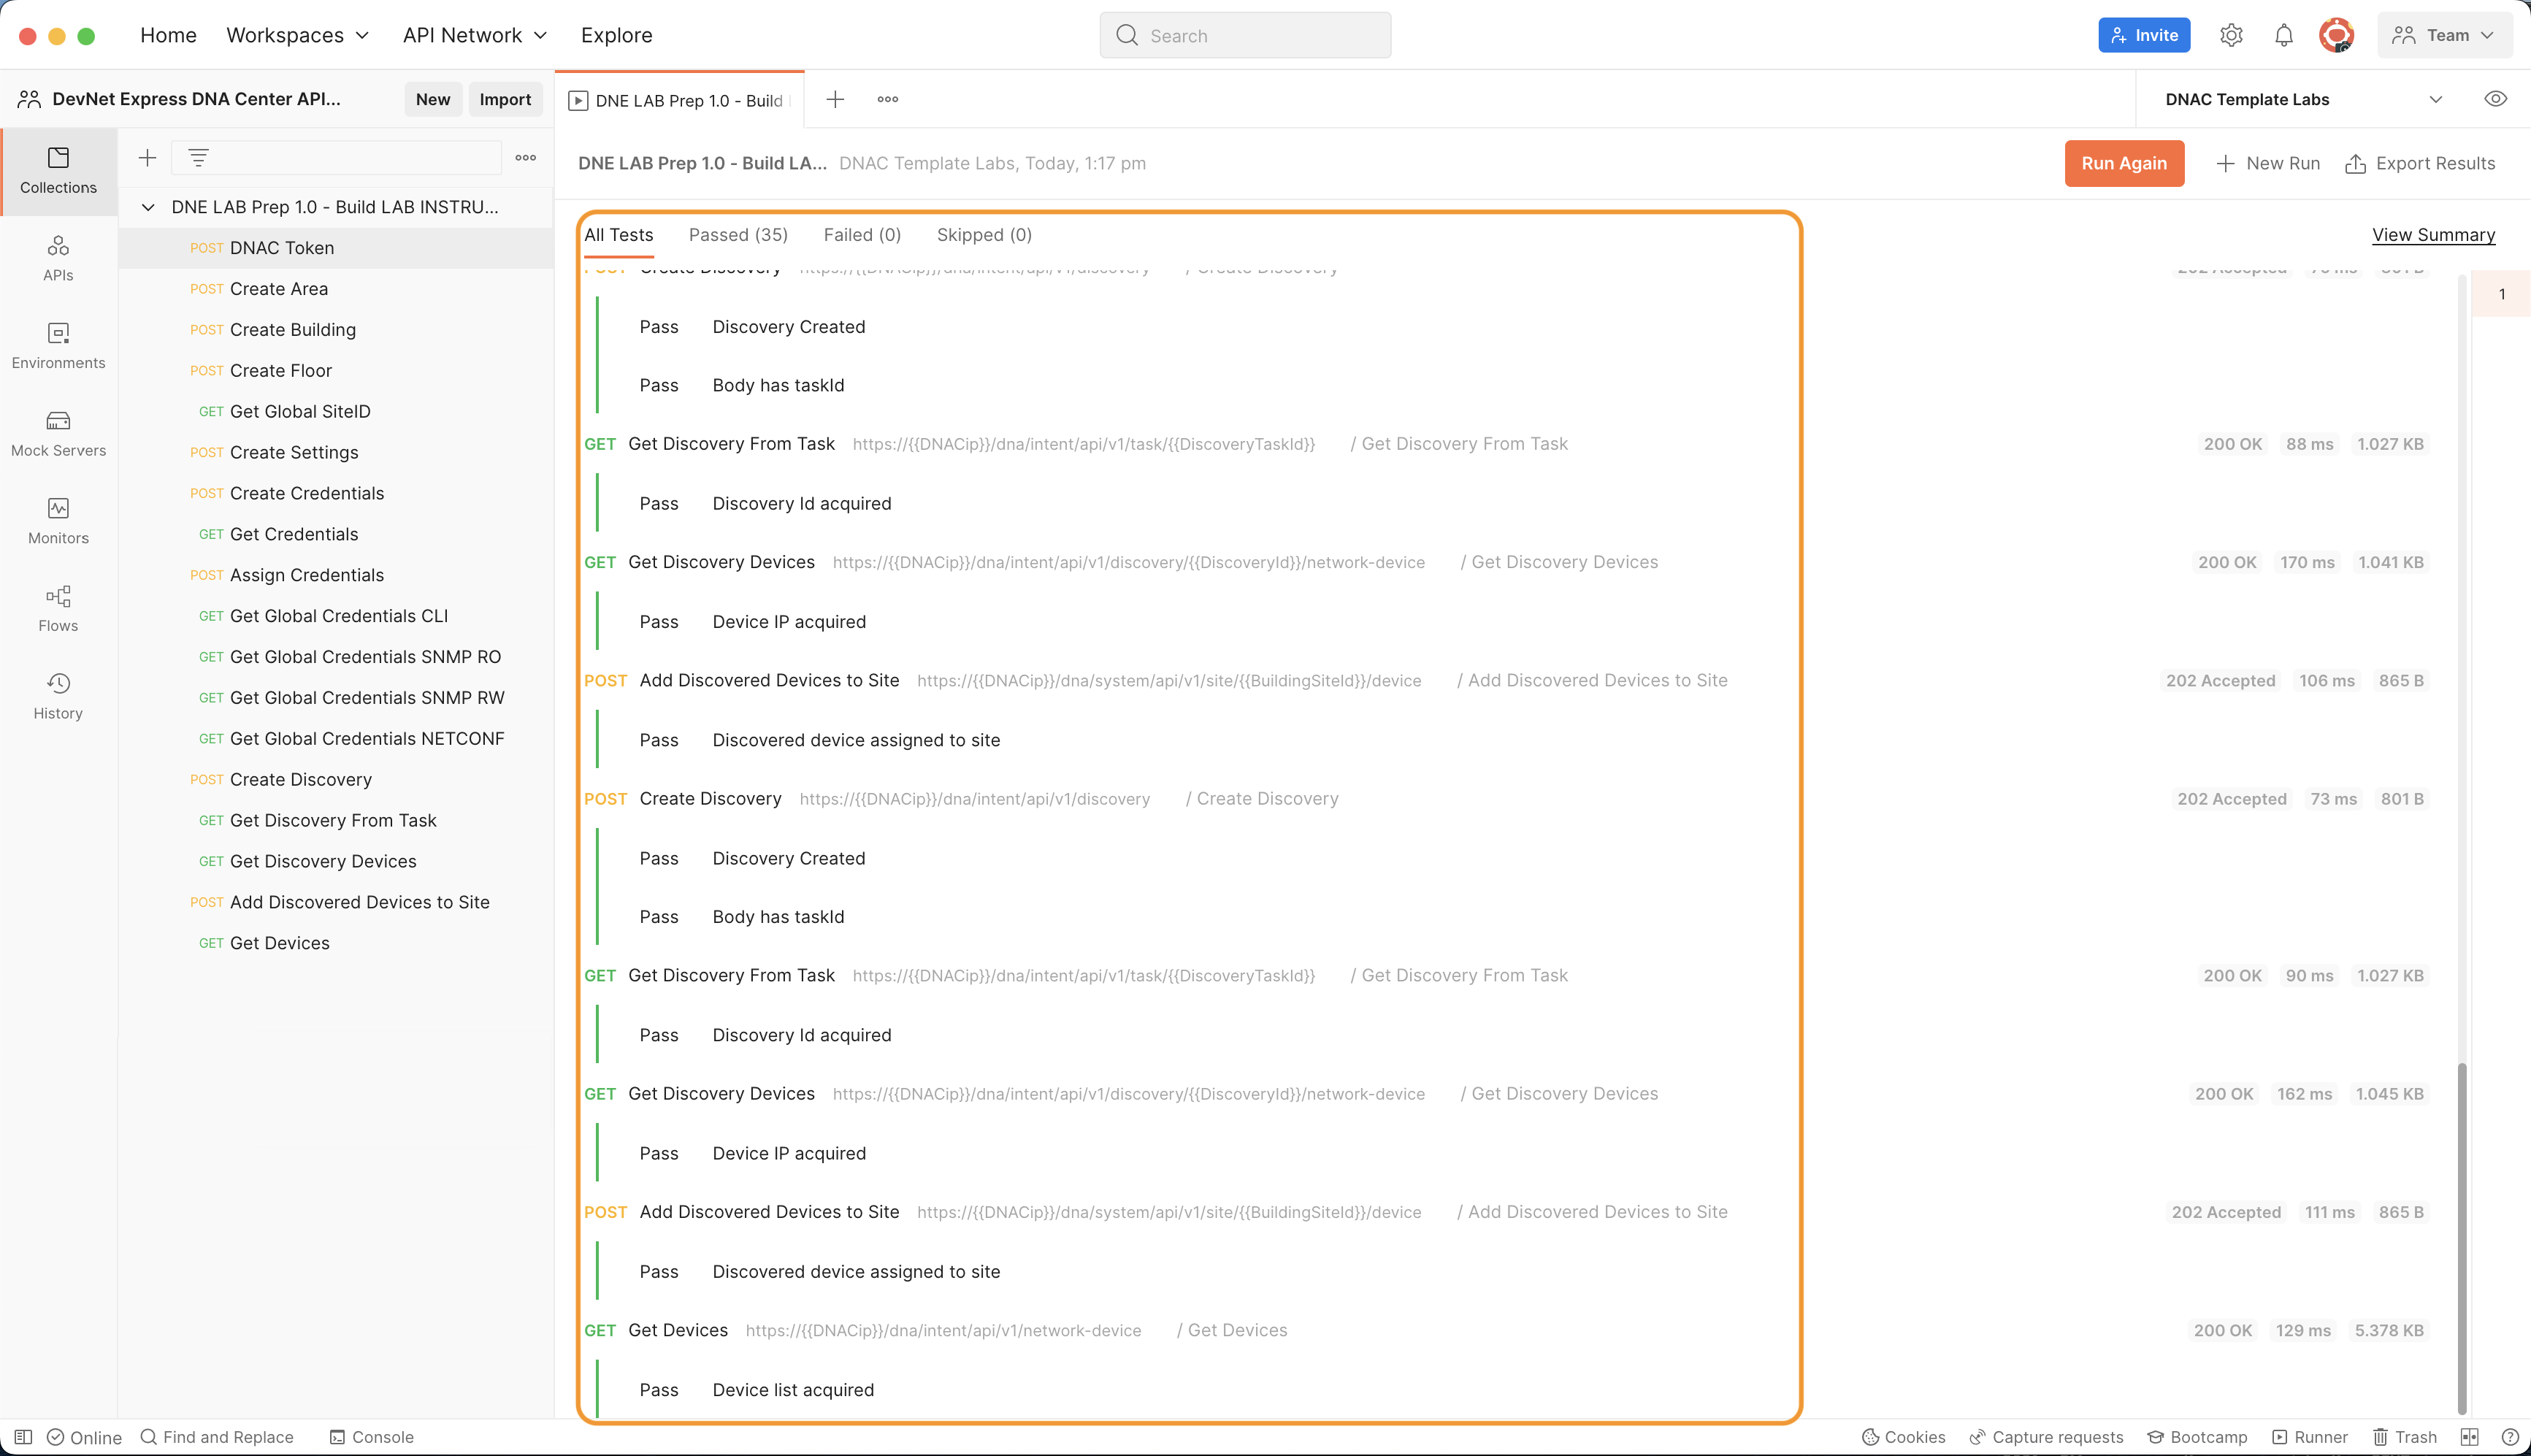 Home Workspaces API Network Explore Search Invite Team
DevNet Express DNA Center API... New Import DNE LAB Prep 1.0 - Build DNAC Template Labs
Collections
APIs
Environments
Mock Servers
Monitors
Flows
History
DNE LAB Prep 1.0 - Build LAB INSTRU...
POST DNAC Token
POST Create Area
POST Create Building
POST Create Floor
GET Get Global SiteID
POST Create Settings
POST Create Credentials
GET Get Credentials
POST Assign Credentials
GET Get Global Credentials CLI
GET Get Global Credentials SNMP RO
GET Get Global Credentials SNMP RW
GET Get Global Credentials NETCONF
POST Create Discovery
GET Get Discovery From Task
GET Get Discovery Devices
POST Add Discovered Devices to Site
GET Get Devices
DNE LAB Prep 1.0 - Build LA... DNAC Template Labs, Today, 1:17 pm Run Again New Run Export Results
All Tests Passed (35) Failed (0) Skipped (0) View Summary
POST Create Discovery https://{{DNACip}}/dna/intent/api/v1/discovery / Create Discovery 202 Accepted
1
Pass Discovery Created
Pass Body has taskId
GET Get Discovery From Task https://{{DNACip}}/dna/intent/api/v1/task/{{DiscoveryTaskId}} / Get Discovery From Task 200 OK 88 ms 1.027 KB
Pass Discovery Id acquired
GET Get Discovery Devices https://{{DNACip}}/dna/intent/api/v1/discovery/{{DiscoveryId}}/network-device / Get Discovery Devices 200 OK 170 ms 1.041 KB
Pass Device IP acquired
POST Add Discovered Devices to Site https://{{DNACip}}/dna/system/api/v1/site/{{BuildingSiteId}}/device / Add Discovered Devices to Site 202 Accepted 106 ms 865 B
Pass Discovered device assigned to site
POST Create Discovery https://{{DNACip}}/dna/intent/api/v1/discovery / Create Discovery 202 Accepted 73 ms 801 B
Pass Discovery Created
Pass Body has taskId
GET Get Discovery From Task https://{{DNACip}}/dna/intent/api/v1/task/{{DiscoveryTaskId}} / Get Discovery From Task 200 OK 90 ms 1.027 KB
Pass Discovery Id acquired
GET Get Discovery Devices https://{{DNACip}}/dna/intent/api/v1/discovery/{{DiscoveryId}}/network-device / Get Discovery Devices 200 OK 162 ms 1.045 KB
Pass Device IP acquired
POST Add Discovered Devices to Site https://{{DNACip}}/dna/system/api/v1/site/{{BuildingSiteId}}/device / Add Discovered Devices to Site 202 Accepted 111 ms 865 B
Pass Discovered device assigned to site
GET Get Devices https://{{DNACip}}/dna/intent/api/v1/network-device / Get Devices 200 OK 129 ms 5.378 KB
Pass Device list acquired
Online Find and Replace Console Cookies Capture requests Bootcamp Runner Trash